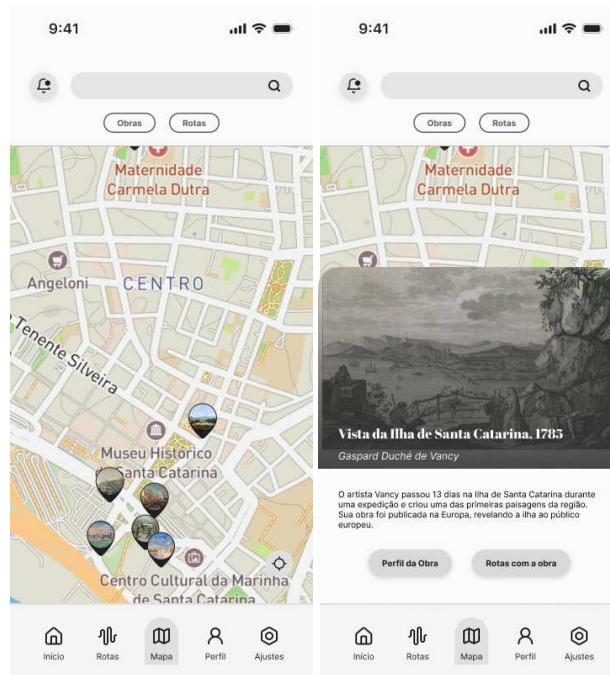 9:41
Obras
Rotas
Maternidade
Carmela Dutra
Angeloni
CENTRO
Tenente Silveira
Museu Histórico
Santa Catarina
Centro Cultural da Marinha
de Santa Catarina
Início
Rotas
Mapa
Perfil
Ajustes
9:41
Obras
Rotas
Maternidade
Carmela Dutra
Vista da Ilha de Santa Catarina, 1785
Gaspard Duché de Vancy
O artista Vancy passou 13 dias na Ilha de Santa Catarina durante
uma expedição e criou uma das primeiras paisagens da região.
Sua obra foi publicada na Europa, revelando a ilha ao público
europeu.
Perfil da Obra
Rotas com a obra
Início
Rotas
Mapa
Perfil
Ajustes